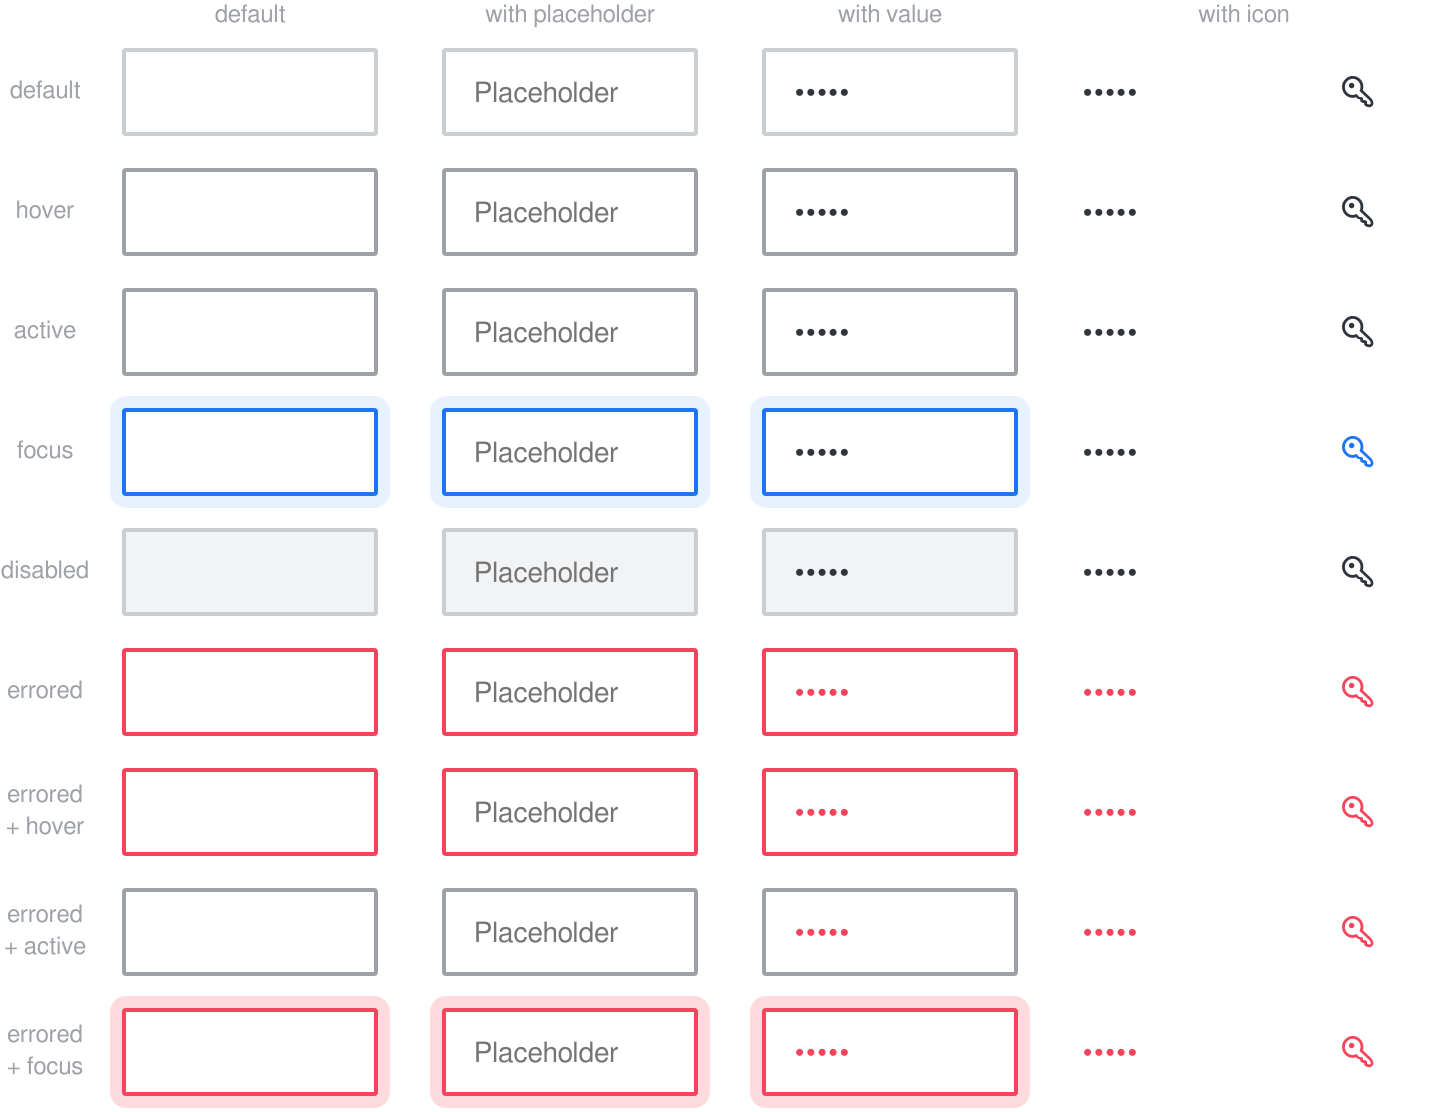 default with placeholder with value with icon
default Placeholder ••••• •••••
hover Placeholder ••••• •••••
active Placeholder ••••• •••••
focus Placeholder ••••• •••••
disabled Placeholder ••••• •••••
errored Placeholder ••••• •••••
errored
+ hover Placeholder ••••• •••••
errored
+ active Placeholder ••••• •••••
errored
+ focus Placeholder ••••• •••••